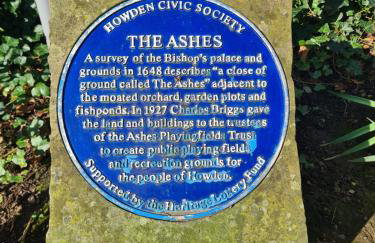 HOWDEN CIVIC SOCIETY
THE ASHES
A survey of the Bishop's palace and
grounds in 1648 describes "a close of
ground called The Ashes" adjacent to
the moated orchard, garden plots and
fishponds. In 1927 Charles Briggs gave
the land and buildings to the trustees
of the Ashes Playingfields Trust
to create public playing fields
and recreation grounds for
the people of Howden.
Supported by the Heritage Lottery Fund